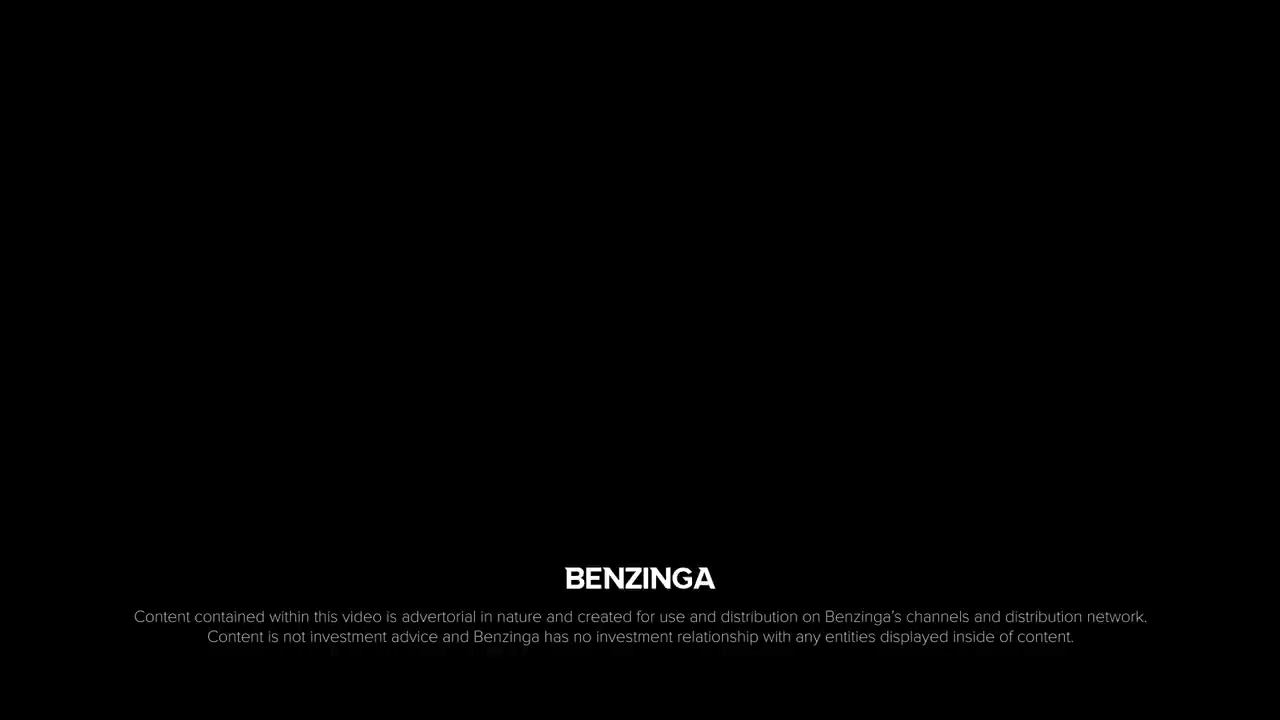 BENZINGA
Content contained within this video is advertorial in nature and created for use and distribution on Benzinga's channels and distribution network.
Content is not investment advice and Benzinga has no investment relationship with any entities displayed inside of content.